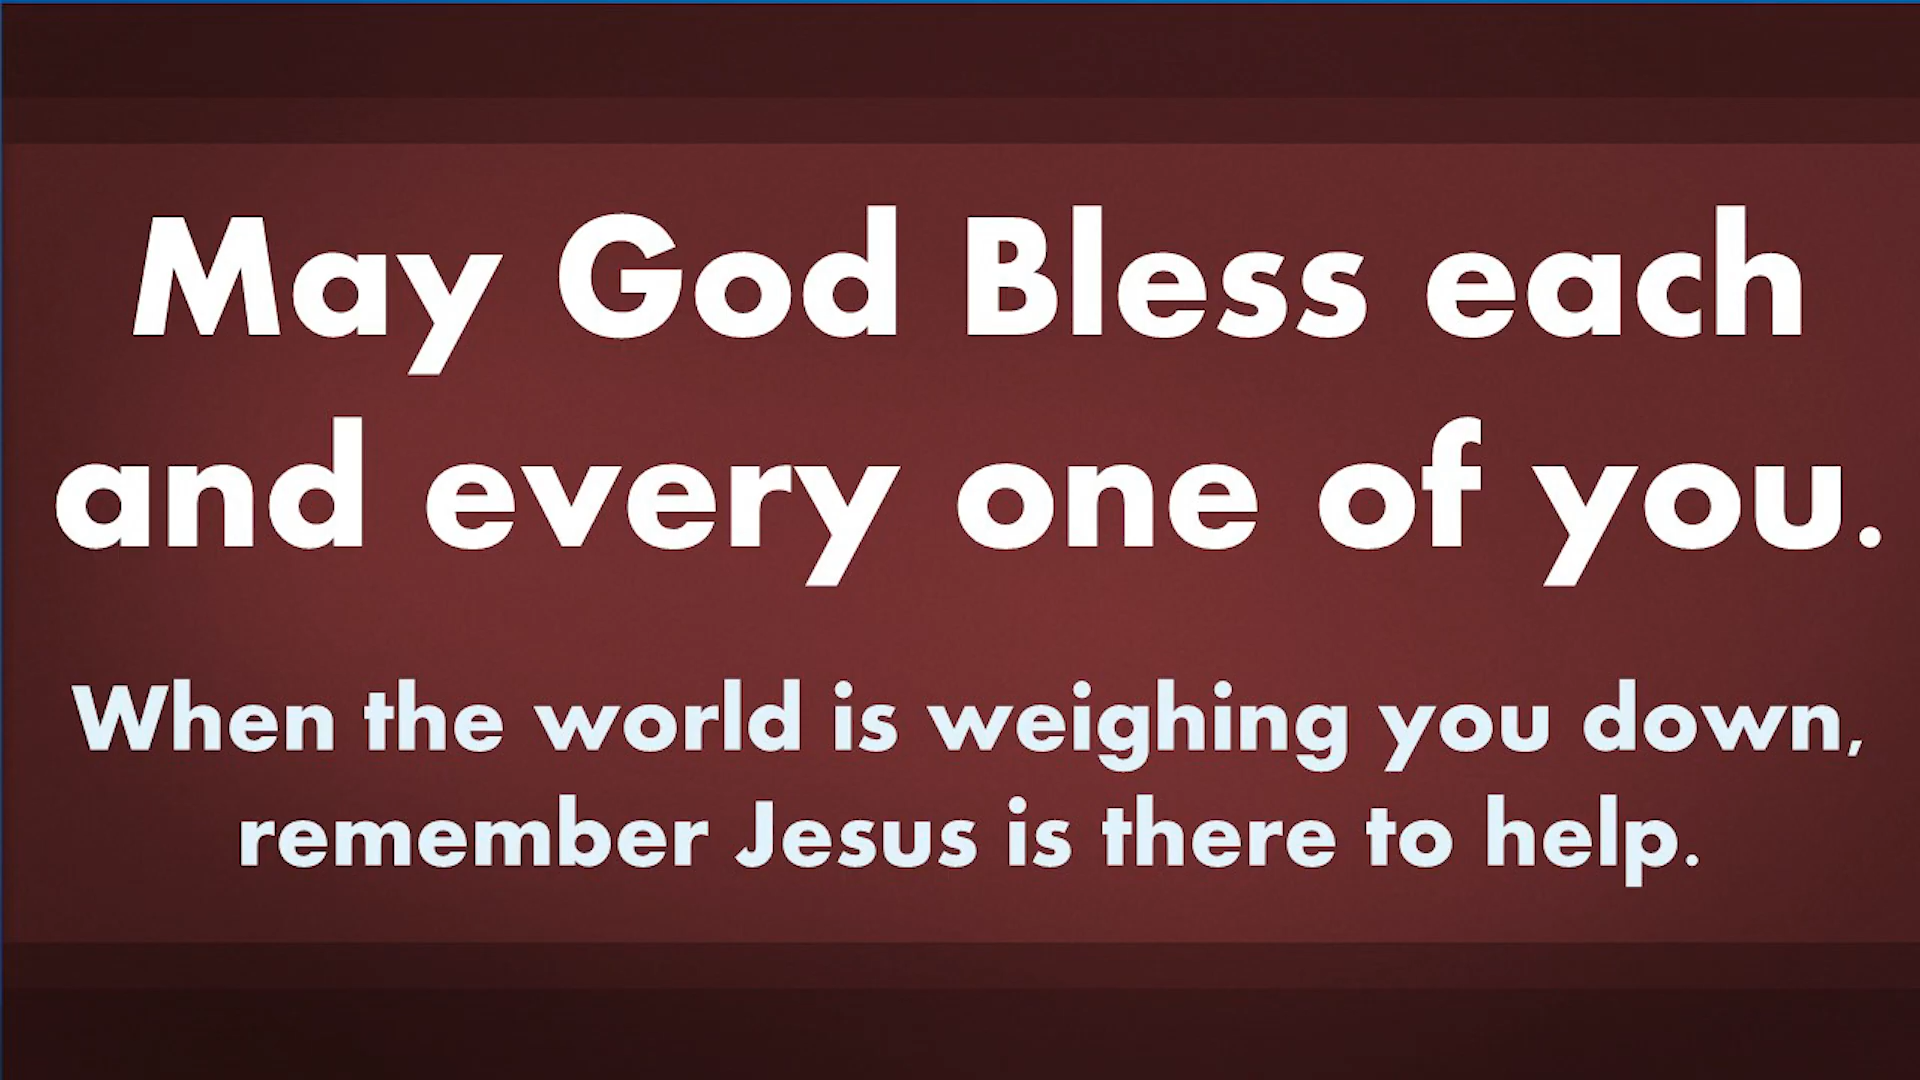 May God Bless each
and every one of you.
When the world is weighing you down,
remember Jesus is there to help.